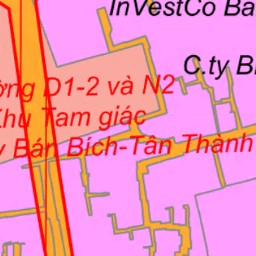 InVestCo Ba
C.ty B
ờng D1-2 và N2
Khu Tam giác
y Bán Bích-Tân Thành